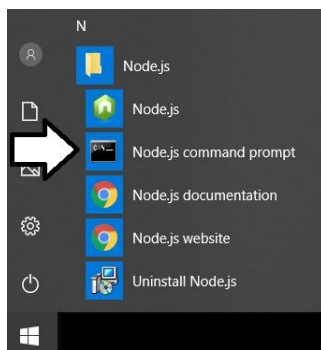 N
Node.js
Node.js
Node.js command prompt
Node.js documentation
Node.js website
Uninstall Node.js